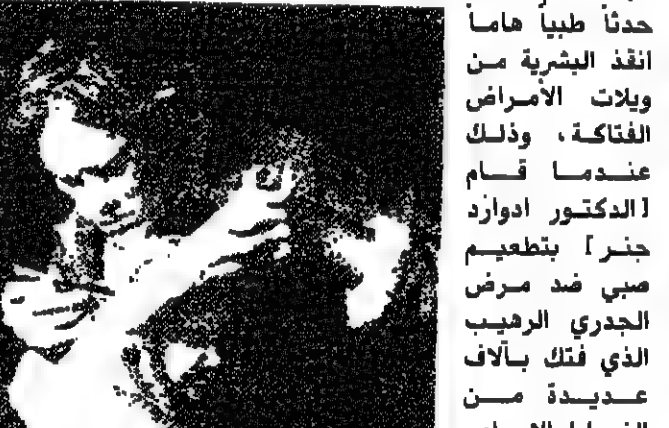 حدثاً طبياً هاماً
انقذ البشرية من
ويلات الأمراض
الفتاكة، وذلك
عندما قام
[الدكتور ادوارد
جنر] بتطعيم
صبي ضد مرض
الجدري الرهيب
الذي فتك بآلاف
عديدة من